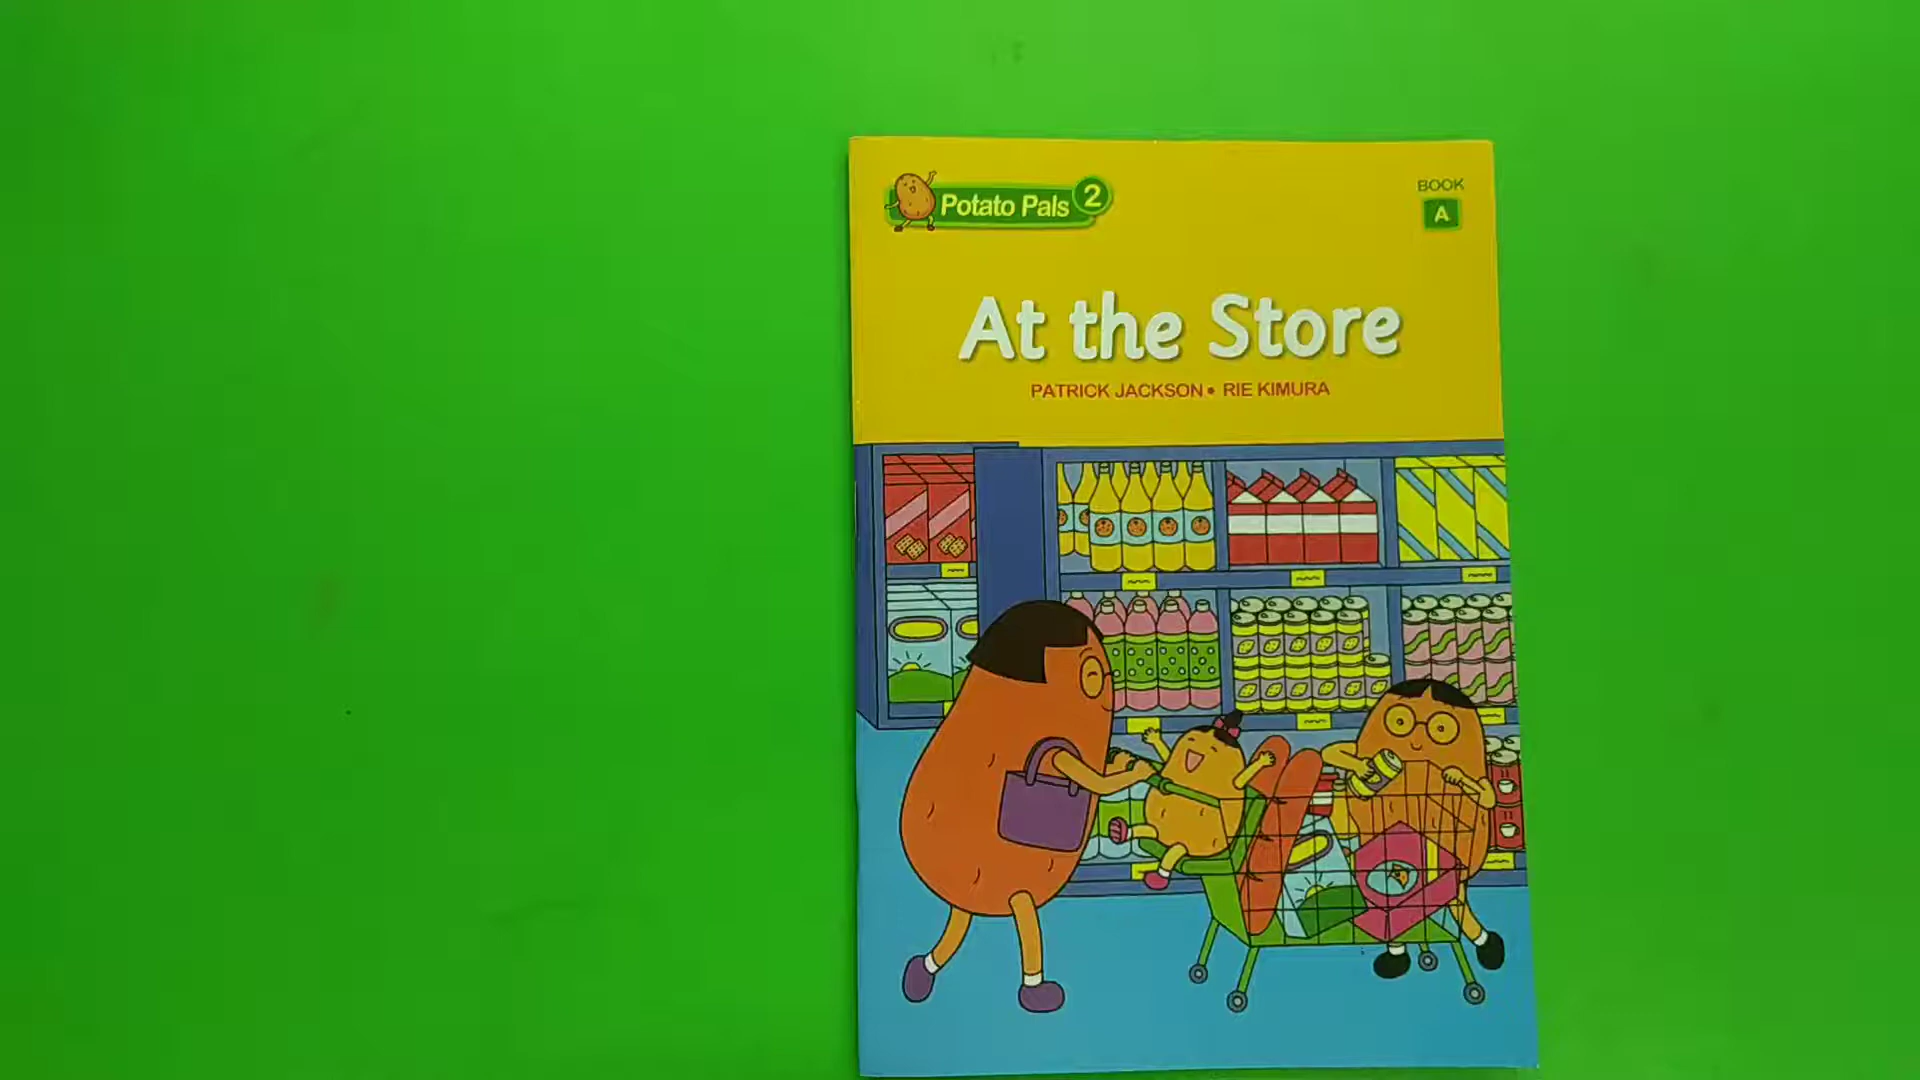 Potato Pals 2
BOOK
A
At the Store
PATRICK JACKSON • RIE KIMURA